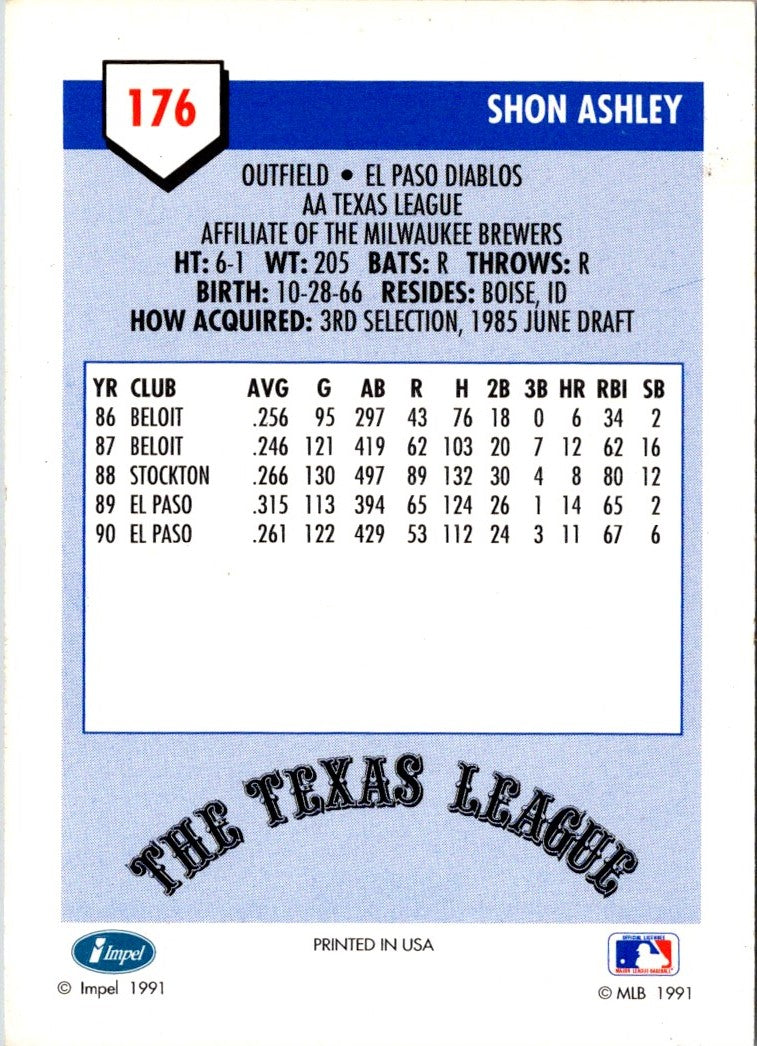 176
SHON ASHLEY
OUTFIELD • EL PASO DIABLOS
AA TEXAS LEAGUE
AFFILIATE OF THE MILWAUKEE BREWERS
HT: 6-1 WT: 205 BATS: R THROWS: R
BIRTH: 10-28-66 RESIDES: BOISE, ID
HOW ACQUIRED: 3RD SELECTION, 1985 JUNE DRAFT
YR CLUB AVG G AB R H 2B 3B HR RBI SB
86 BELOIT .256 95 297 43 76 18 0 6 34 2
87 BELOIT .246 121 419 62 103 20 7 12 62 16
88 STOCKTON .266 130 497 89 132 30 4 8 80 12
89 EL PASO .315 113 394 65 124 26 1 14 65 2
90 EL PASO .261 122 429 53 112 24 3 11 67 6
THE TEXAS LEAGUE
Impel
PRINTED IN USA
OFFICIAL LICENSEE
MAJOR LEAGUE BASEBALL
© Impel 1991
© MLB 1991